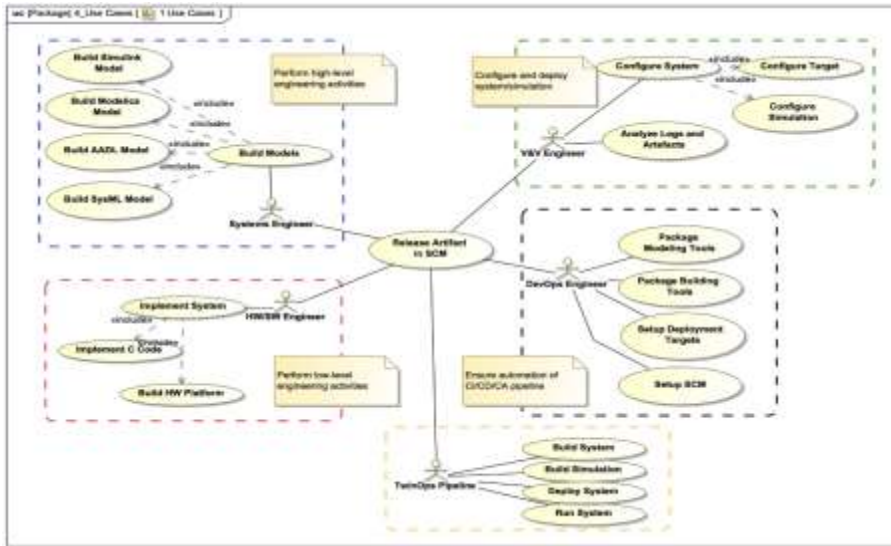 uc [Package] 4_Use Cases [ 1 Use Cases ]
Build Simulink
Model
Build Modelica
Model
Build AADL Model
Build SysML Model
«include»
«include»
«include»
«include»
Build Models
Perform high-level
engineering activities
Systems Engineer
Configure and deploy
system/simulation
Configure System
«include»
«include»
Configure Target
Configure
Simulation
V&V Engineer
Analyze Logs and
Artefacts
Release Artifact
in SCM
DevOps Engineer
Package
Modeling Tools
Package Building
Tools
Setup Deployment
Targets
Setup SCM
Implement System
HW/SW Engineer
«include»
«include»
Implement C Code
Build HW Platform
Perform low-level
engineering activities
Ensure automation of
CI/CD/CA pipeline
TwinOps Pipeline
Build System
Build Simulation
Deploy System
Run System